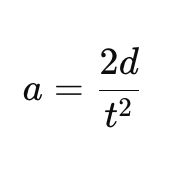 a = 2d / t²